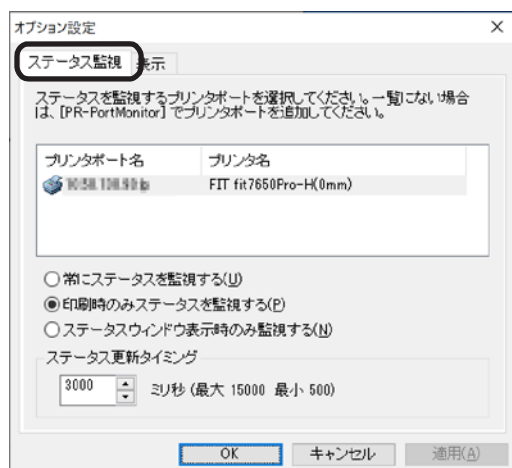 オプション設定
ステータス監視 表示
ステータスを監視するプリンタポートを選択してください。一覧にない場合
は、[PR-PortMonitor] でプリンタポートを追加してください。
プリンタポート名 プリンタ名
FIT fit7650Pro-H(0mm)
常にステータスを監視する(U)
印刷時のみステータスを監視する(P)
ステータスウィンドウ表示時のみ監視する(N)
ステータス更新タイミング
3000 ミリ秒 (最大 15000 最小 500)
OK キャンセル 適用(A)